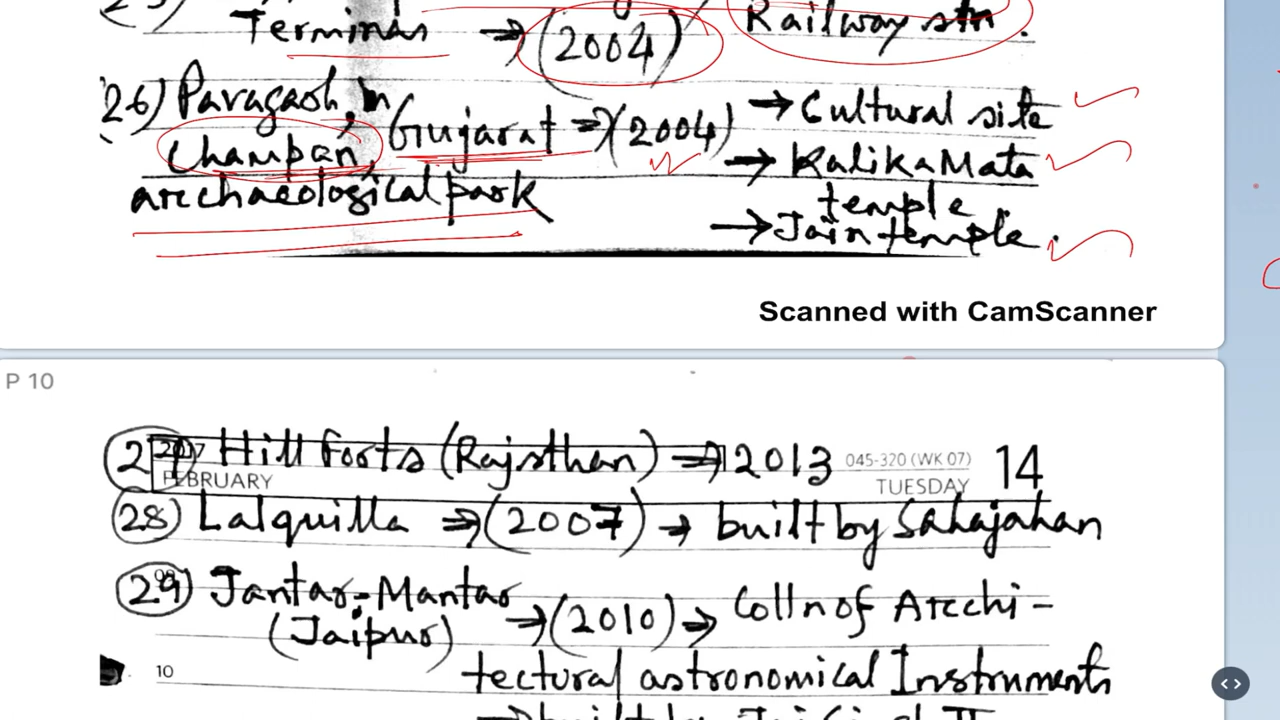 Terminas → (2004) Railway stn.
26) Pavagaoh, in
Champan, Gujarat ⇒ (2004) → Cultural site
archaeological park → Kalika Mata
temple
→ Jain temple.
Scanned with CamScanner
P 10
27) Hill Forts (Rajsthan) ⇒ 2013 045-320 (WK 07) 14
FEBRUARY TUESDAY
28) Lalquilla ⇒ (2007) → built by Sahajahan
29) Jantar-Mantar → (2010) → Colln of Archi-
(Jaipur)
10 tectural astronomical Instruments